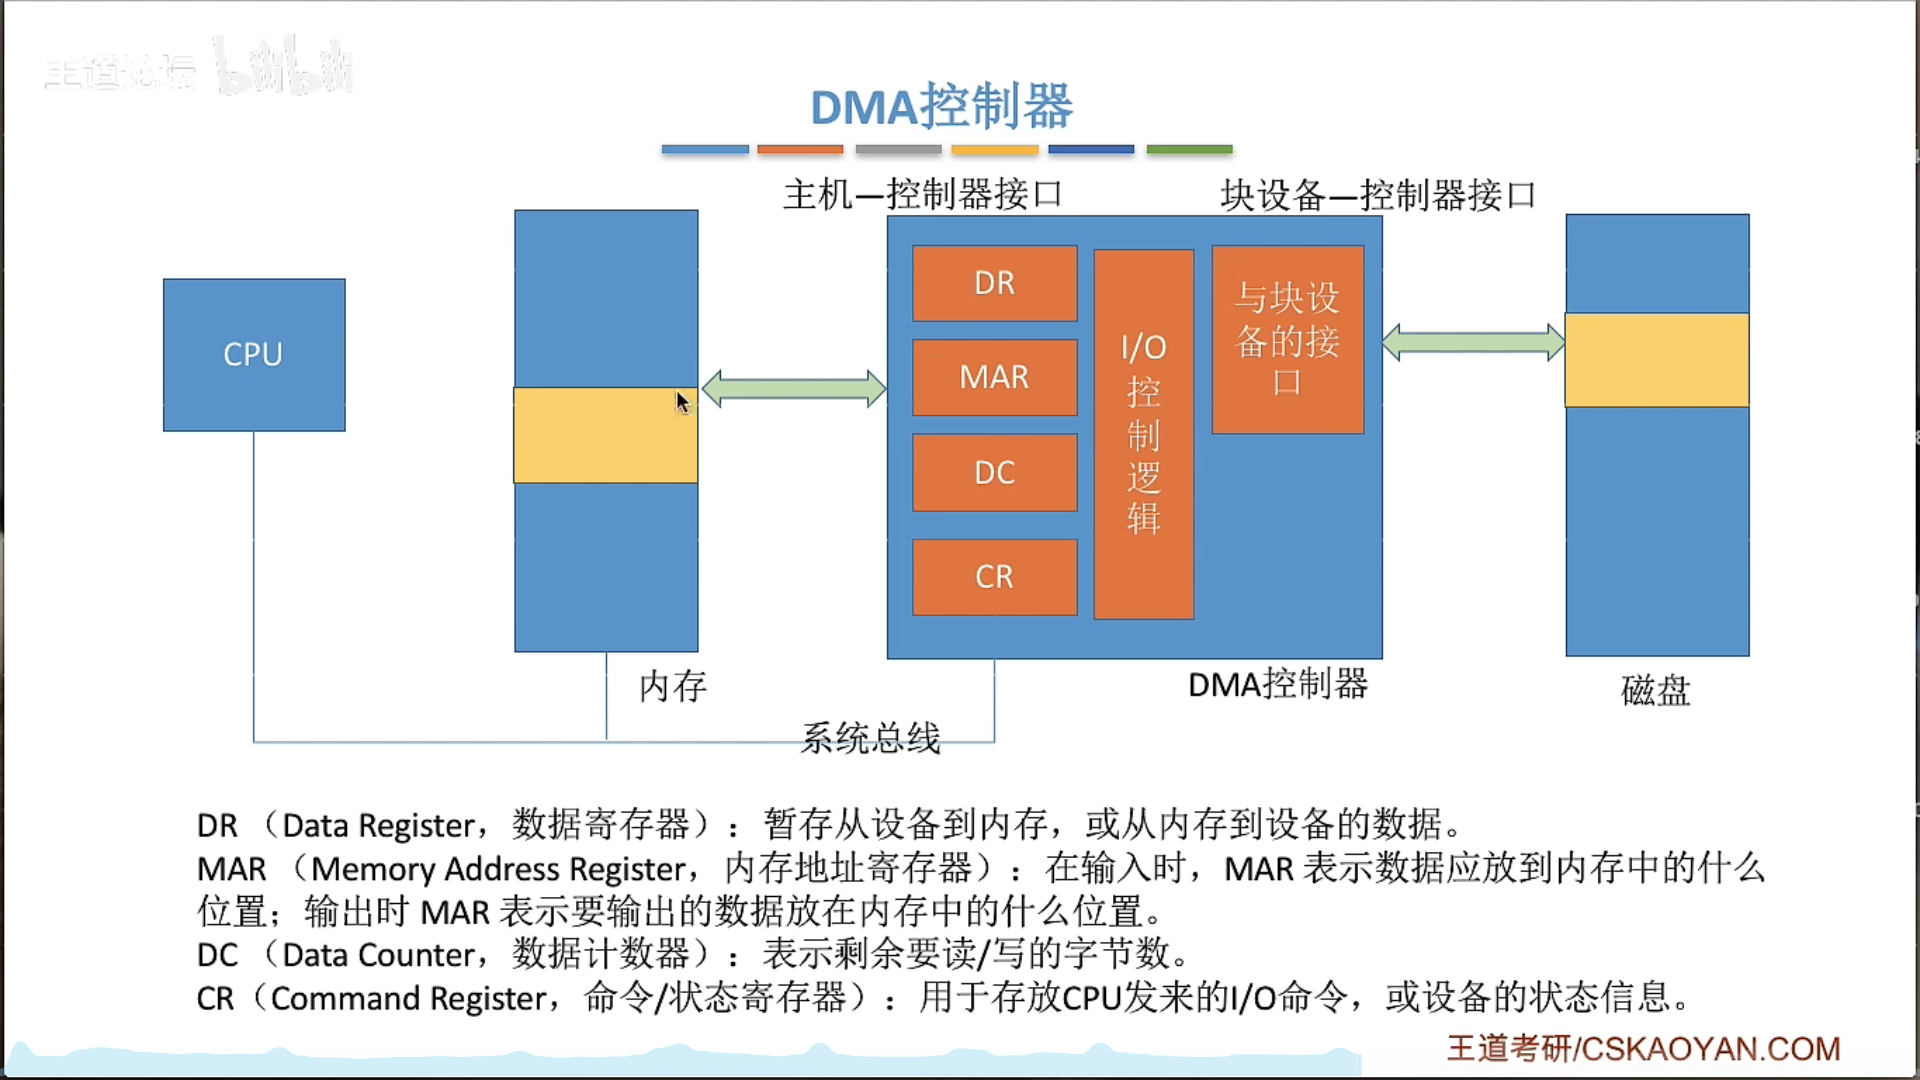 王道论坛 bilibili
DMA控制器
主机—控制器接口
块设备—控制器接口
CPU
DR
MAR
DC
CR
I/O
控
制
逻
辑
与块设
备的接
口
内存
DMA控制器
磁盘
系统总线
DR （Data Register，数据寄存器）：暂存从设备到内存，或从内存到设备的数据。
MAR （Memory Address Register，内存地址寄存器）：在输入时，MAR 表示数据应放到内存中的什么
位置；输出时 MAR 表示要输出的数据放在内存中的什么位置。
DC （Data Counter，数据计数器）：表示剩余要读/写的字节数。
CR（Command Register，命令/状态寄存器）：用于存放CPU发来的I/O命令，或设备的状态信息。
王道考研/CSKAOYAN.COM